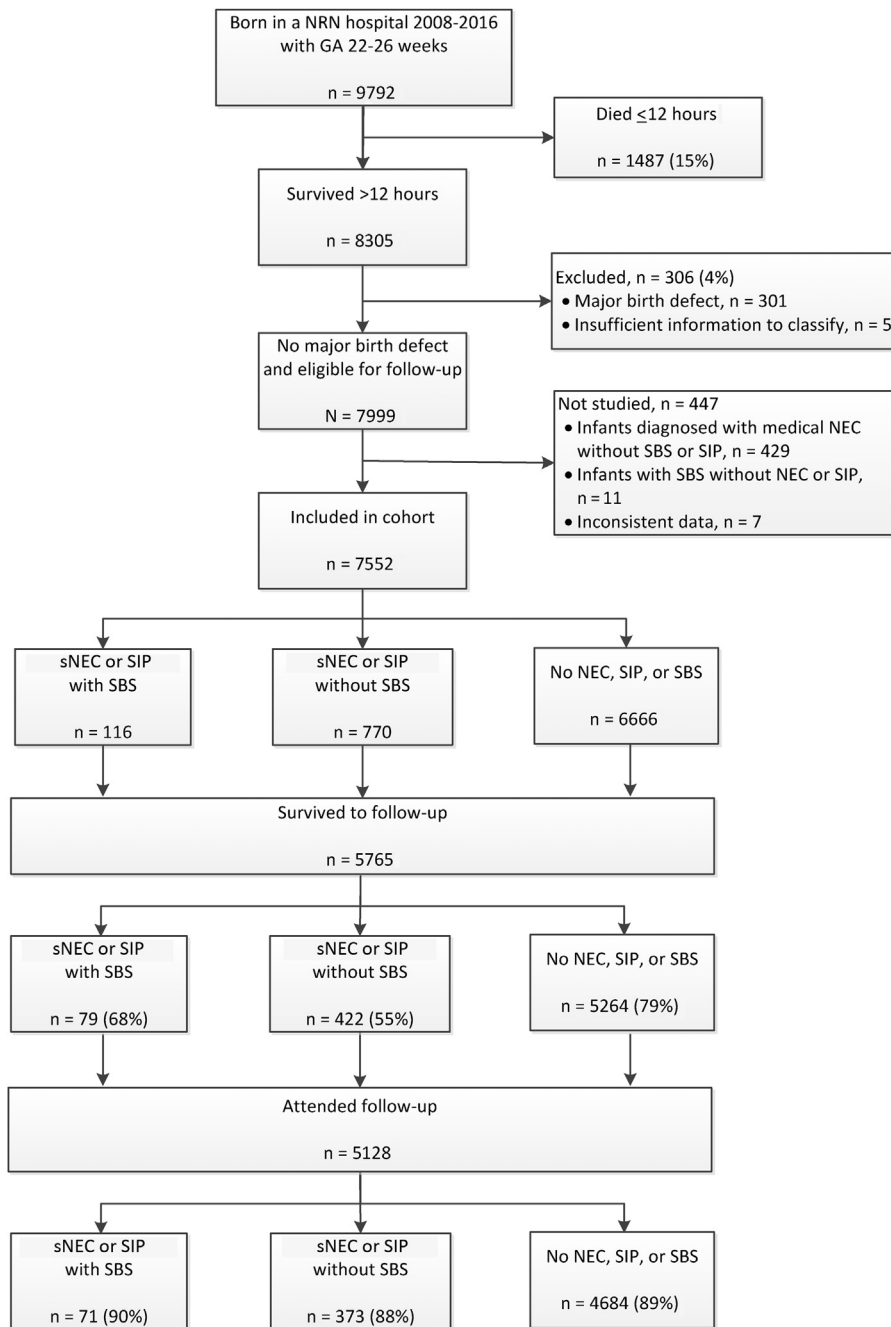 Born in a NRN hospital 2008-2016
with GA 22-26 weeks
n = 9792
Died ≤12 hours
n = 1487 (15%)
Survived >12 hours
n = 8305
Excluded, n = 306 (4%)
• Major birth defect, n = 301
• Insufficient information to classify, n = 5
No major birth defect
and eligible for follow-up
N = 7999
Not studied, n = 447
• Infants diagnosed with medical NEC
without SBS or SIP, n = 429
• Infants with SBS without NEC or SIP,
n = 11
• Inconsistent data, n = 7
Included in cohort
n = 7552
sNEC or SIP
with SBS
n = 116
sNEC or SIP
without SBS
n = 770
No NEC, SIP, or SBS
n = 6666
Survived to follow-up
n = 5765
sNEC or SIP
with SBS
n = 79 (68%)
sNEC or SIP
without SBS
n = 422 (55%)
No NEC, SIP, or SBS
n = 5264 (79%)
Attended follow-up
n = 5128
sNEC or SIP
with SBS
n = 71 (90%)
sNEC or SIP
without SBS
n = 373 (88%)
No NEC, SIP, or SBS
n = 4684 (89%)